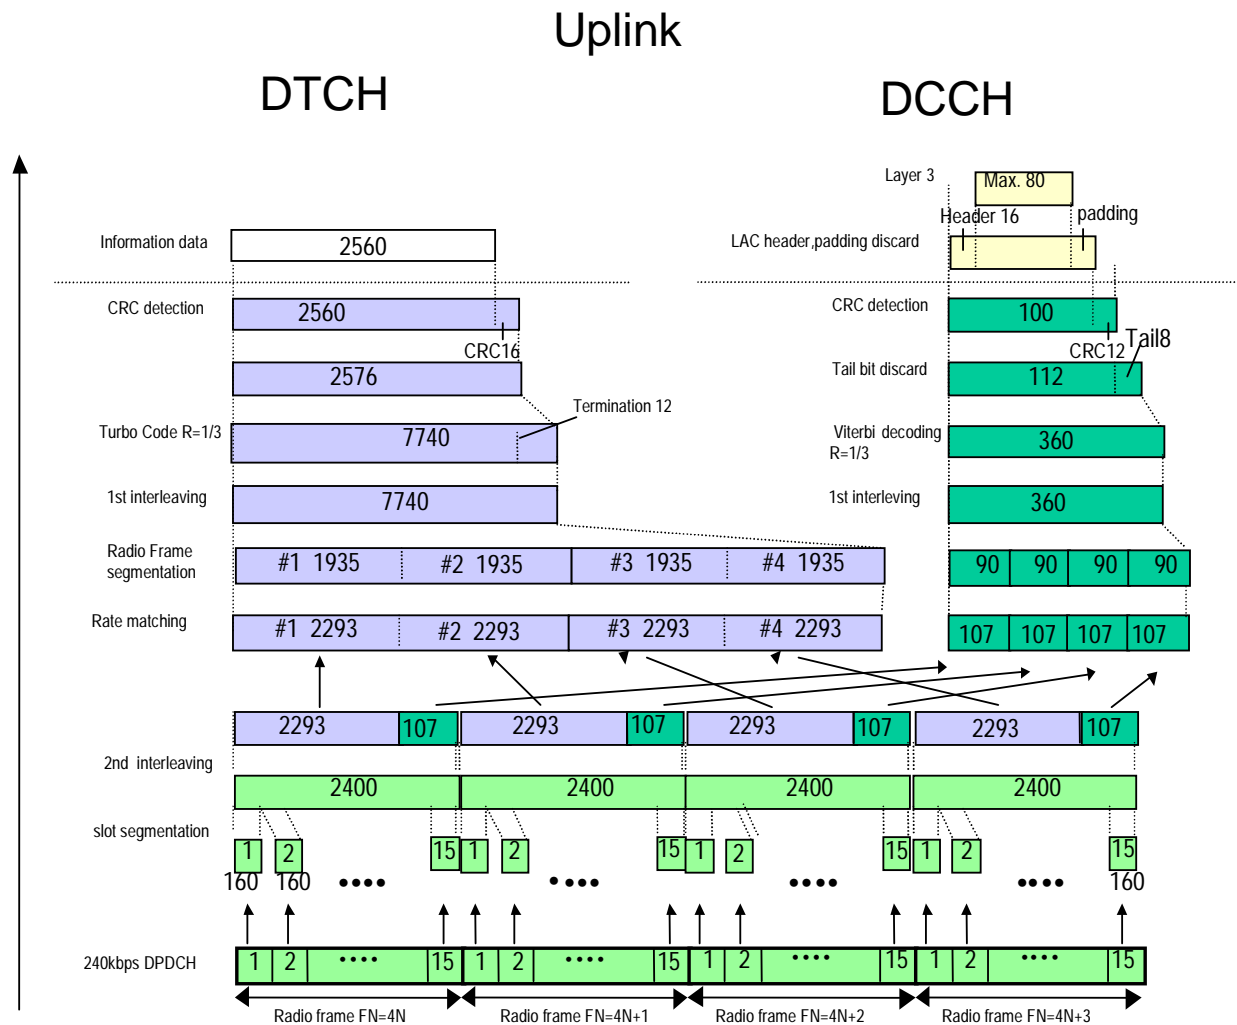 Uplink
DTCH
DCCH
Layer 3
Max. 80
Header 16
padding
Information data
2560
LAC header,padding discard
CRC detection
2560
CRC16
CRC detection
100
CRC12
Tail8
2576
Tail bit discard
112
Termination 12
Turbo Code R=1/3
7740
Viterbi decoding
R=1/3
360
1st interleaving
7740
1st interleving
360
Radio Frame
segmentation
#1 1935
#2 1935
#3 1935
#4 1935
90 90 90 90
Rate matching
#1 2293
#2 2293
#3 2293
#4 2293
107 107 107 107
2293 107 2293 107 2293 107 2293 107
2nd interleaving
2400 2400 2400 2400
slot segmentation
1 2 15 1 2 15 1 2 15 1 2 15
160 160 •••• •••• •••• •••• 160
240kbps DPDCH
1 2 •••• 15 1 2 •••• 15 1 2 •••• 15 1 2 •••• 15
Radio frame FN=4N
Radio frame FN=4N+1
Radio frame FN=4N+2
Radio frame FN=4N+3